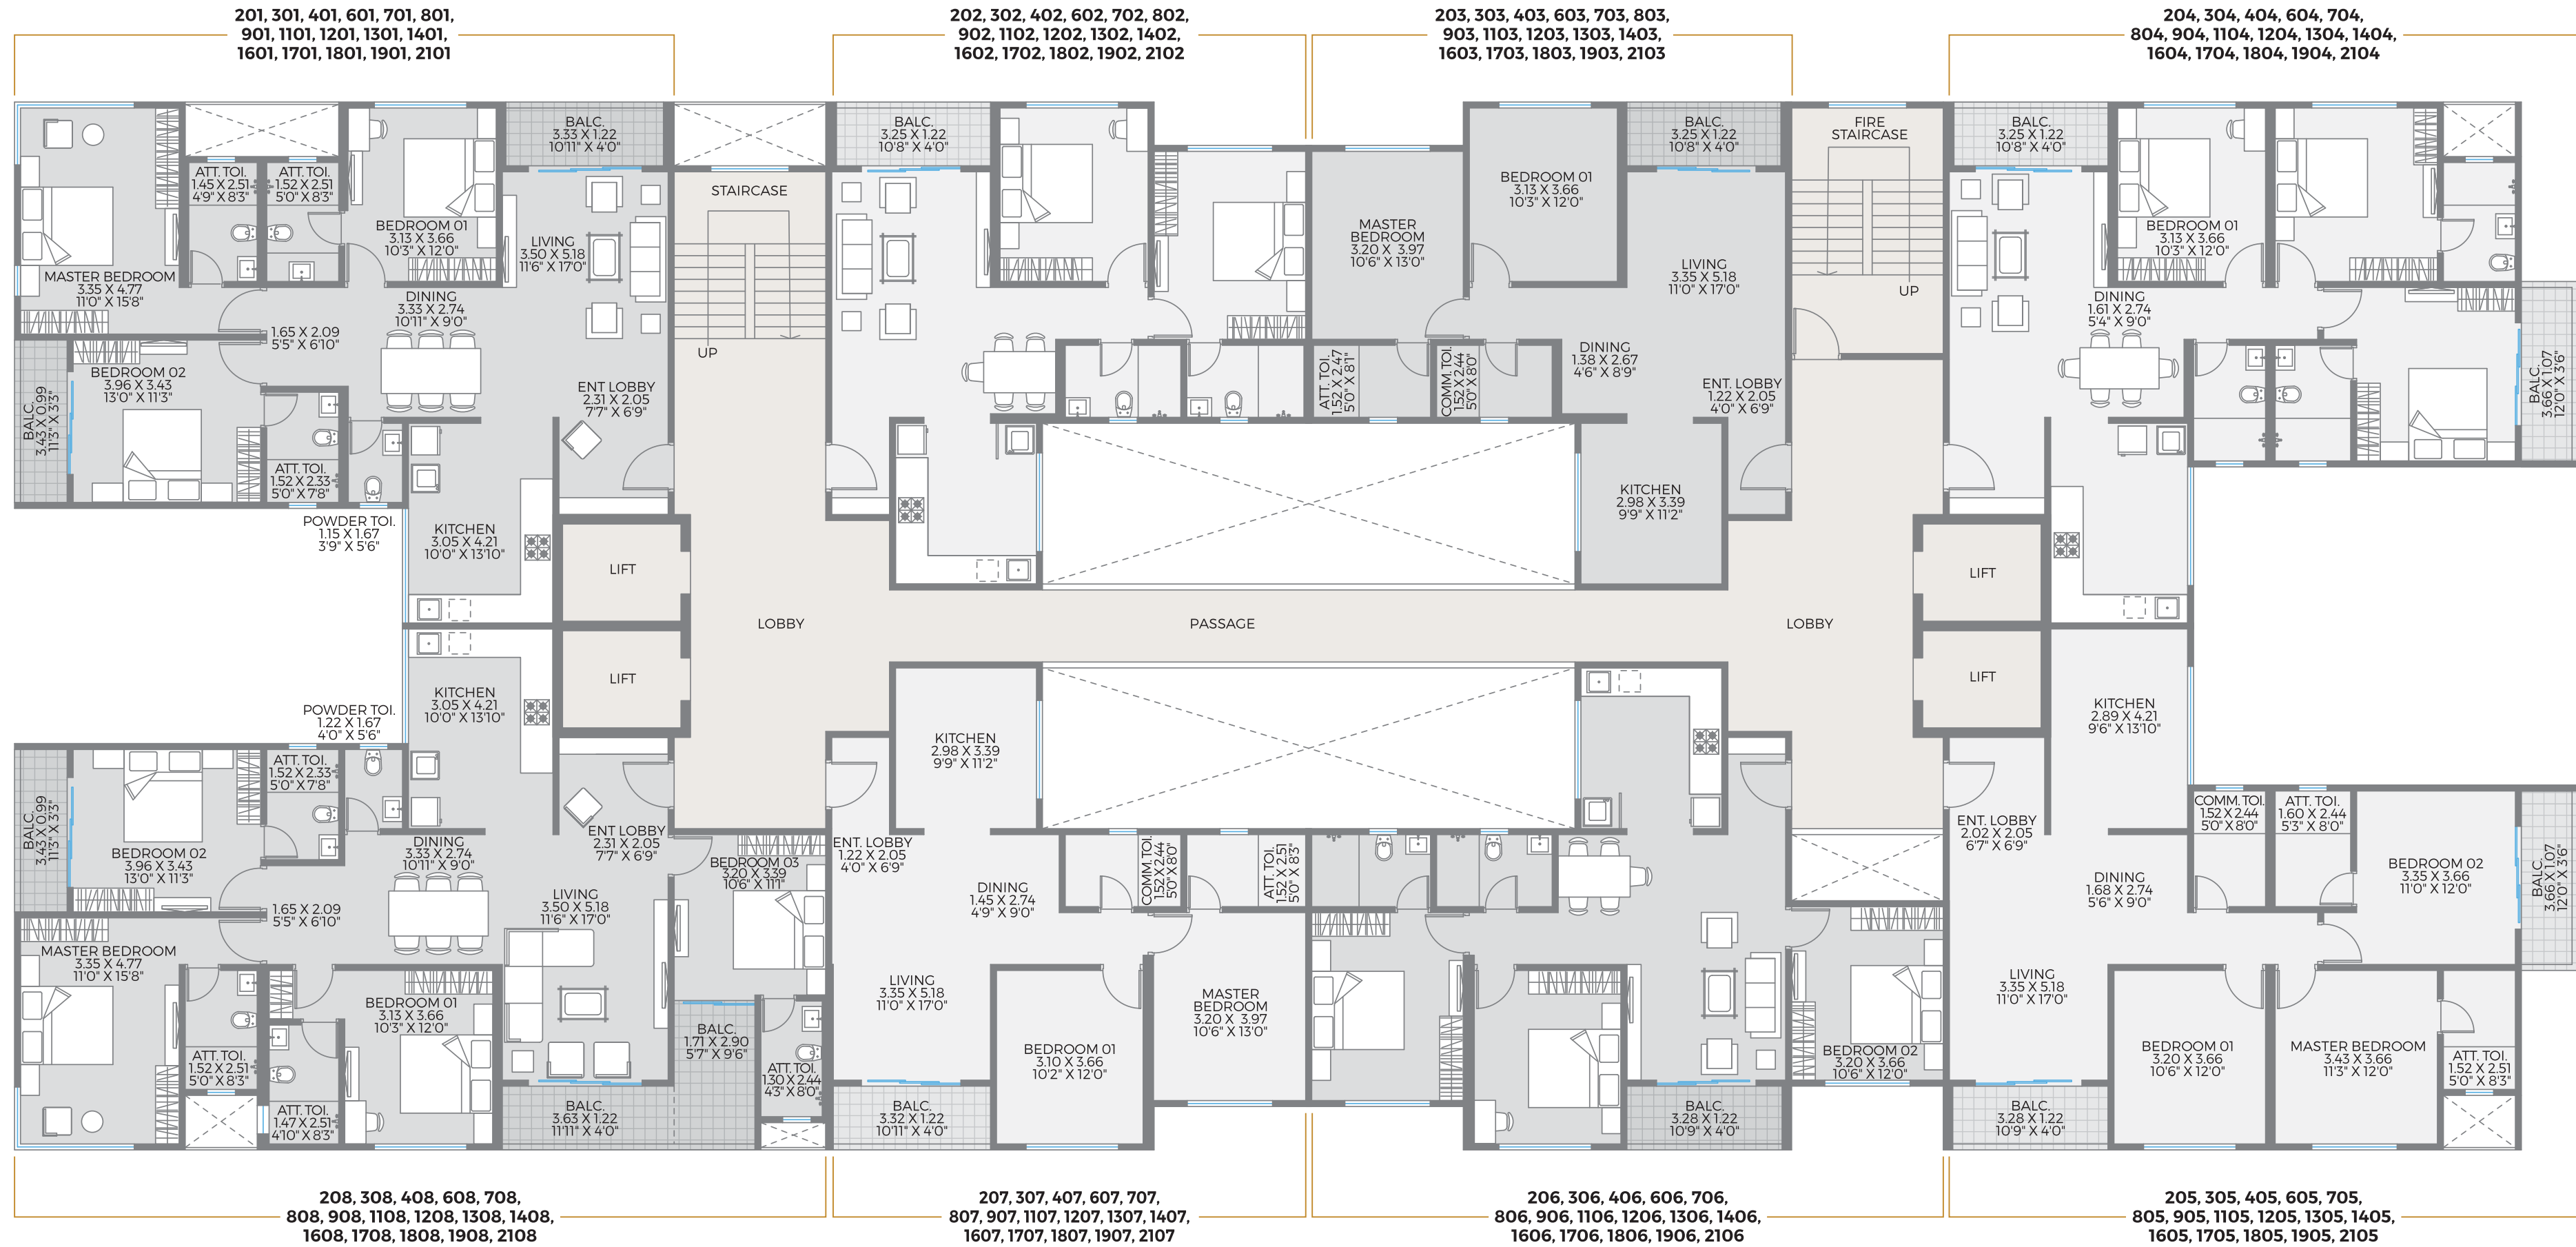 201, 301, 401, 601, 701, 801,
901, 1101, 1201, 1301, 1401,
1601, 1701, 1801, 1901, 2101
202, 302, 402, 602, 702, 802,
902, 1102, 1202, 1302, 1402,
1602, 1702, 1802, 1902, 2102
203, 303, 403, 603, 703, 803,
903, 1103, 1203, 1303, 1403,
1603, 1703, 1803, 1903, 2103
204, 304, 404, 604, 704,
804, 904, 1104, 1204, 1304, 1404,
1604, 1704, 1804, 1904, 2104
MASTER BEDROOM
3.35 X 4.77
11'0" X 15'8"
ATT. TOI.
1.45 X 2.51
4'9" X 8'3"
ATT. TOI.
1.52 X 2.51
5'0" X 8'3"
BEDROOM 01
3.13 X 3.66
10'3" X 12'0"
BALC.
3.33 X 1.22
10'11" X 4'0"
LIVING
3.50 X 5.18
11'6" X 17'0"
DINING
3.33 X 2.74
10'11" X 9'0"
1.65 X 2.09
5'5" X 6'10"
BEDROOM 02
3.96 X 3.43
13'0" X 11'3"
BALC.
3.43 X 0.99
11'3" X 3'3"
ATT. TOI.
1.52 X 2.33
5'0" X 7'8"
POWDER TOI.
1.15 X 1.67
3'9" X 5'6"
ENT LOBBY
2.31 X 2.05
7'7" X 6'9"
KITCHEN
3.05 X 4.21
10'0" X 13'10"
STAIRCASE
UP
LIFT
BALC.
3.25 X 1.22
10'8" X 4'0"
MASTER
BEDROOM
3.20 X 3.97
10'6" X 13'0"
BEDROOM 01
3.13 X 3.66
10'3" X 12'0"
BALC.
3.25 X 1.22
10'8" X 4'0"
LIVING
3.35 X 5.18
11'0" X 17'0"
DINING
1.38 X 2.67
4'6" X 8'9"
ATT. TOI.
1.52 X 2.47
5'0" X 8'1"
COMM. TOI.
1.52 X 2.44
5'0" X 8'0"
ENT. LOBBY
1.22 X 2.05
4'0" X 6'9"
KITCHEN
2.98 X 3.39
9'9" X 11'2"
FIRE
STAIRCASE
UP
BALC.
3.25 X 1.22
10'8" X 4'0"
BEDROOM 01
3.13 X 3.66
10'3" X 12'0"
DINING
1.61 X 2.74
5'4" X 9'0"
BALC.
3.66 X 1.07
12'0" X 3'6"
LIFT
LOBBY
PASSAGE
LOBBY
LIFT
LIFT
KITCHEN
3.05 X 4.21
10'0" X 13'10"
POWDER TOI.
1.22 X 1.67
4'0" X 5'6"
BALC.
3.43 X 0.99
11'3" X 3'3"
BEDROOM 02
3.96 X 3.43
13'0" X 11'3"
ATT. TOI.
1.52 X 2.33
5'0" X 7'8"
DINING
3.33 X 2.74
10'11" X 9'0"
ENT LOBBY
2.31 X 2.05
7'7" X 6'9"
BEDROOM 03
3.20 X 3.39
10'6" X 11'1"
1.65 X 2.09
5'5" X 6'10"
LIVING
3.50 X 5.18
11'6" X 17'0"
MASTER BEDROOM
3.35 X 4.77
11'0" X 15'8"
BEDROOM 01
3.13 X 3.66
10'3" X 12'0"
ATT. TOI.
1.52 X 2.51
5'0" X 8'3"
ATT. TOI.
1.47 X 2.51
4'10" X 8'3"
BALC.
3.63 X 1.22
11'11" X 4'0"
BALC.
1.71 X 2.90
5'7" X 9'6"
ATT. TOI.
1.30 X 2.44
4'3" X 8'0"
KITCHEN
2.98 X 3.39
9'9" X 11'2"
ENT. LOBBY
1.22 X 2.05
4'0" X 6'9"
DINING
1.45 X 2.74
4'9" X 9'0"
COMM. TOI.
1.52 X 2.44
5'0" X 8'0"
ATT. TOI.
1.52 X 2.51
5'0" X 8'3"
LIVING
3.35 X 5.18
11'0" X 17'0"
MASTER
BEDROOM
3.20 X 3.97
10'6" X 13'0"
BEDROOM 01
3.10 X 3.66
10'2" X 12'0"
BALC.
3.32 X 1.22
10'11" X 4'0"
BEDROOM 02
3.20 X 3.66
10'6" X 12'0"
BALC.
3.28 X 1.22
10'9" X 4'0"
KITCHEN
2.89 X 4.21
9'6" X 13'10"
ENT. LOBBY
2.02 X 2.05
6'7" X 6'9"
COMM. TOI.
1.52 X 2.44
5'0" X 8'0"
ATT. TOI.
1.60 X 2.44
5'3" X 8'0"
BEDROOM 02
3.35 X 3.66
11'0" X 12'0"
BALC.
3.66 X 1.07
12'0" X 3'6"
DINING
1.68 X 2.74
5'6" X 9'0"
LIVING
3.35 X 5.18
11'0" X 17'0"
BEDROOM 01
3.20 X 3.66
10'6" X 12'0"
MASTER BEDROOM
3.43 X 3.66
11'3" X 12'0"
ATT. TOI.
1.52 X 2.51
5'0" X 8'3"
BALC.
3.28 X 1.22
10'9" X 4'0"
208, 308, 408, 608, 708,
808, 908, 1108, 1208, 1308, 1408,
1608, 1708, 1808, 1908, 2108
207, 307, 407, 607, 707,
807, 907, 1107, 1207, 1307, 1407,
1607, 1707, 1807, 1907, 2107
206, 306, 406, 606, 706,
806, 906, 1106, 1206, 1306, 1406,
1606, 1706, 1806, 1906, 2106
205, 305, 405, 605, 705,
805, 905, 1105, 1205, 1305, 1405,
1605, 1705, 1805, 1905, 2105